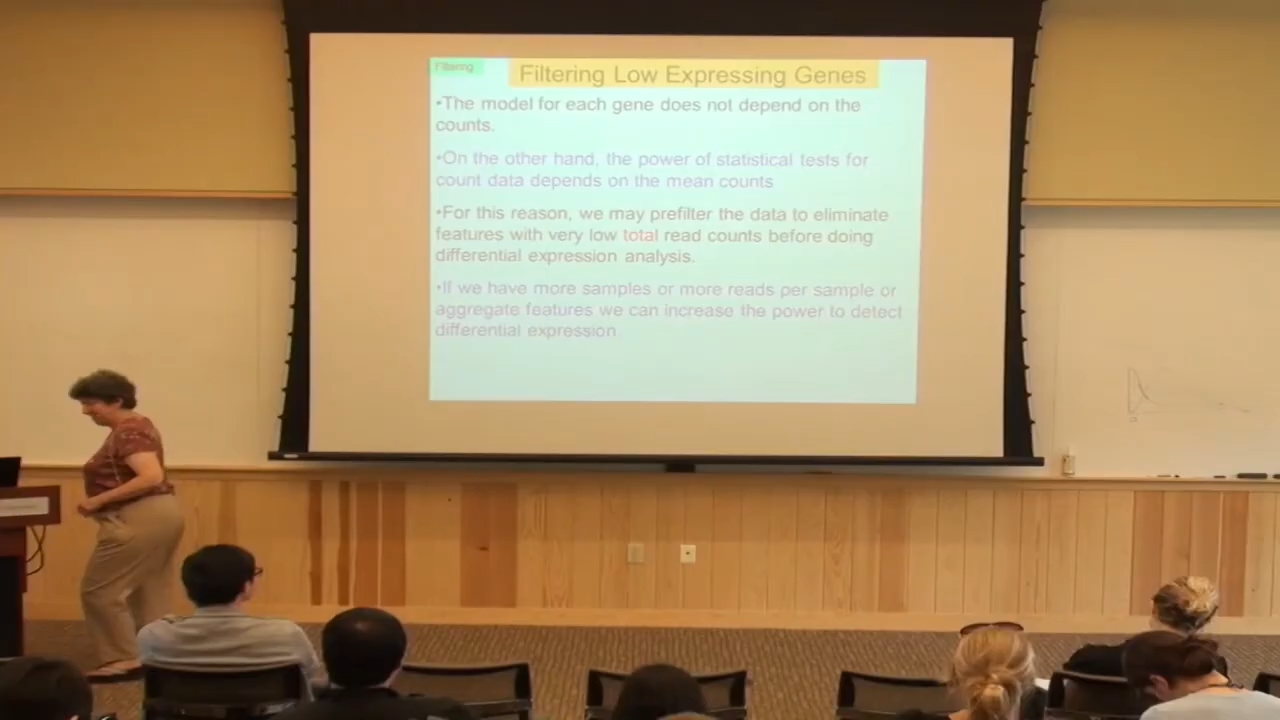 Filtering
Filtering Low Expressing Genes
•The model for each gene does not depend on the
counts.
•On the other hand, the power of statistical tests for
count data depends on the mean counts
•For this reason, we may prefilter the data to eliminate
features with very low total read counts before doing
differential expression analysis.
•If we have more samples or more reads per sample or
aggregate features we can increase the power to detect
differential expression.